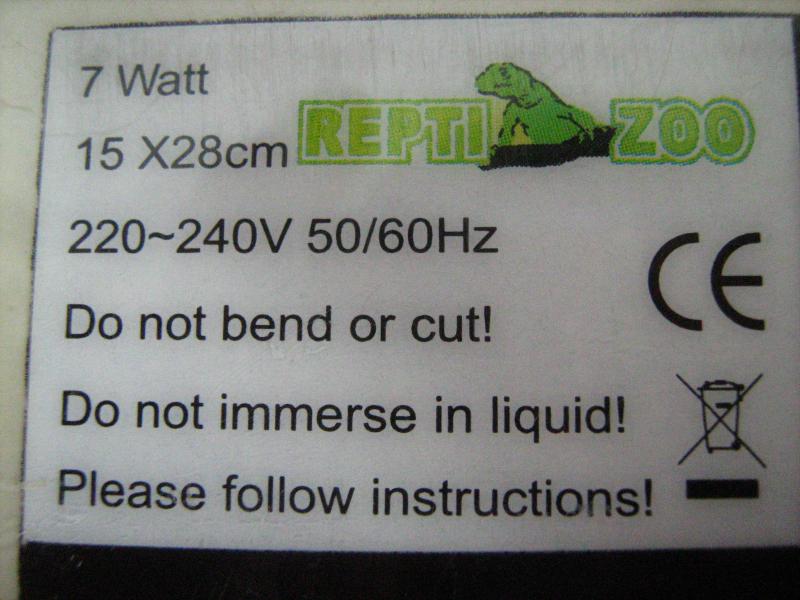 7 Watt
15 X28cm
REPTI ZOO
220~240V 50/60Hz
CE
Do not bend or cut!
Do not immerse in liquid!
Please follow instructions!